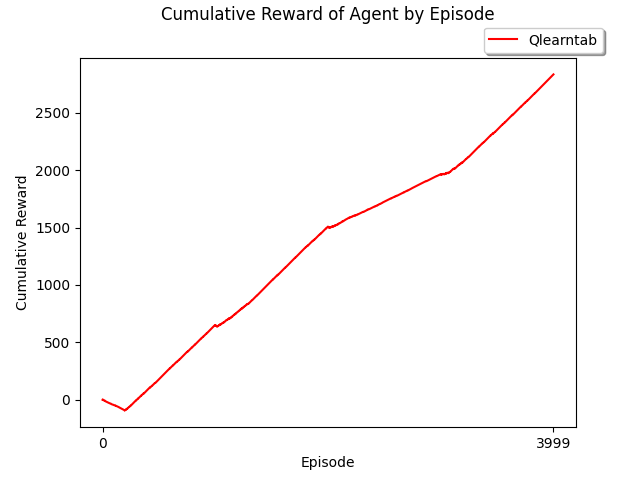 Cumulative Reward of Agent by Episode
Qlearntab
2500
2000
1500
1000
500
0
Cumulative Reward
0
3999
Episode